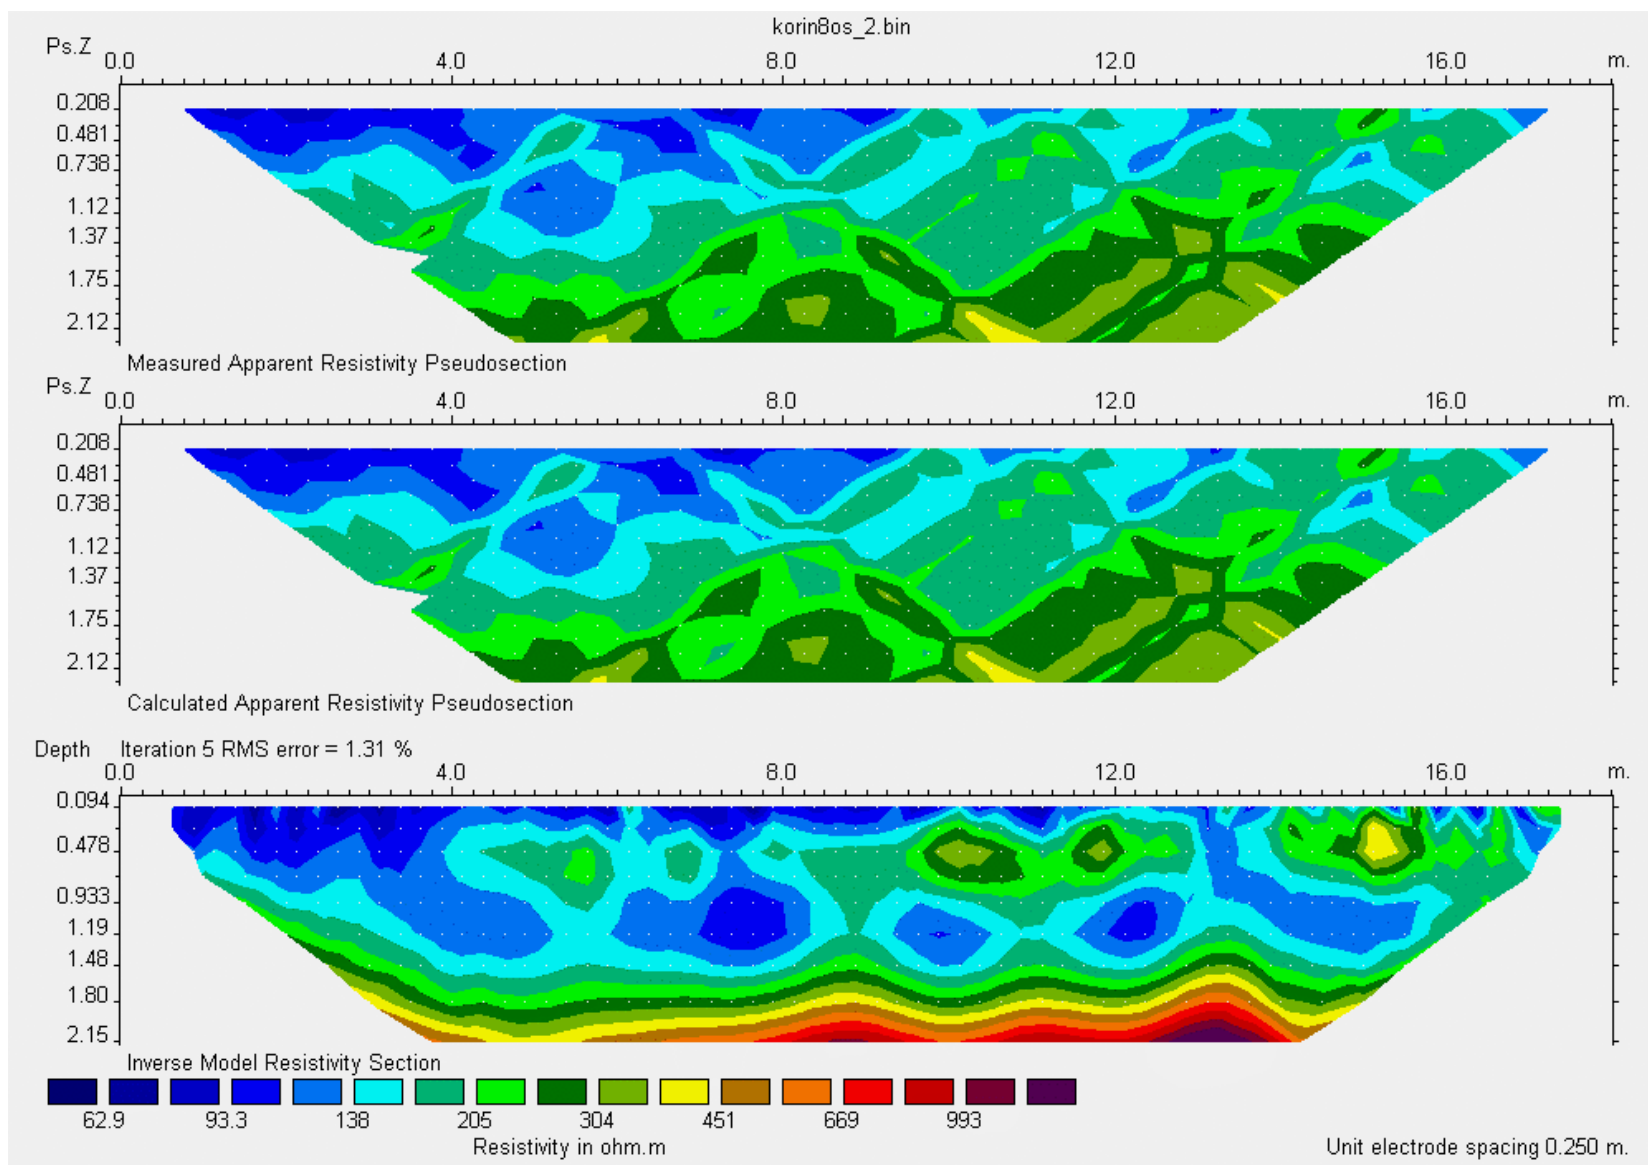 korin8os_2.bin
Ps.Z
0.0 4.0 8.0 12.0 16.0 m.
0.208
0.481
0.738
1.12
1.37
1.75
2.12
Measured Apparent Resistivity Pseudosection
Ps.Z
0.0 4.0 8.0 12.0 16.0 m.
0.208
0.481
0.738
1.12
1.37
1.75
2.12
Calculated Apparent Resistivity Pseudosection
Depth Iteration 5 RMS error = 1.31 %
0.0 4.0 8.0 12.0 16.0 m.
0.094
0.478
0.933
1.19
1.48
1.80
2.15
Inverse Model Resistivity Section
62.9 93.3 138 205 304 451 669 993
Resistivity in ohm.m Unit electrode spacing 0.250 m.